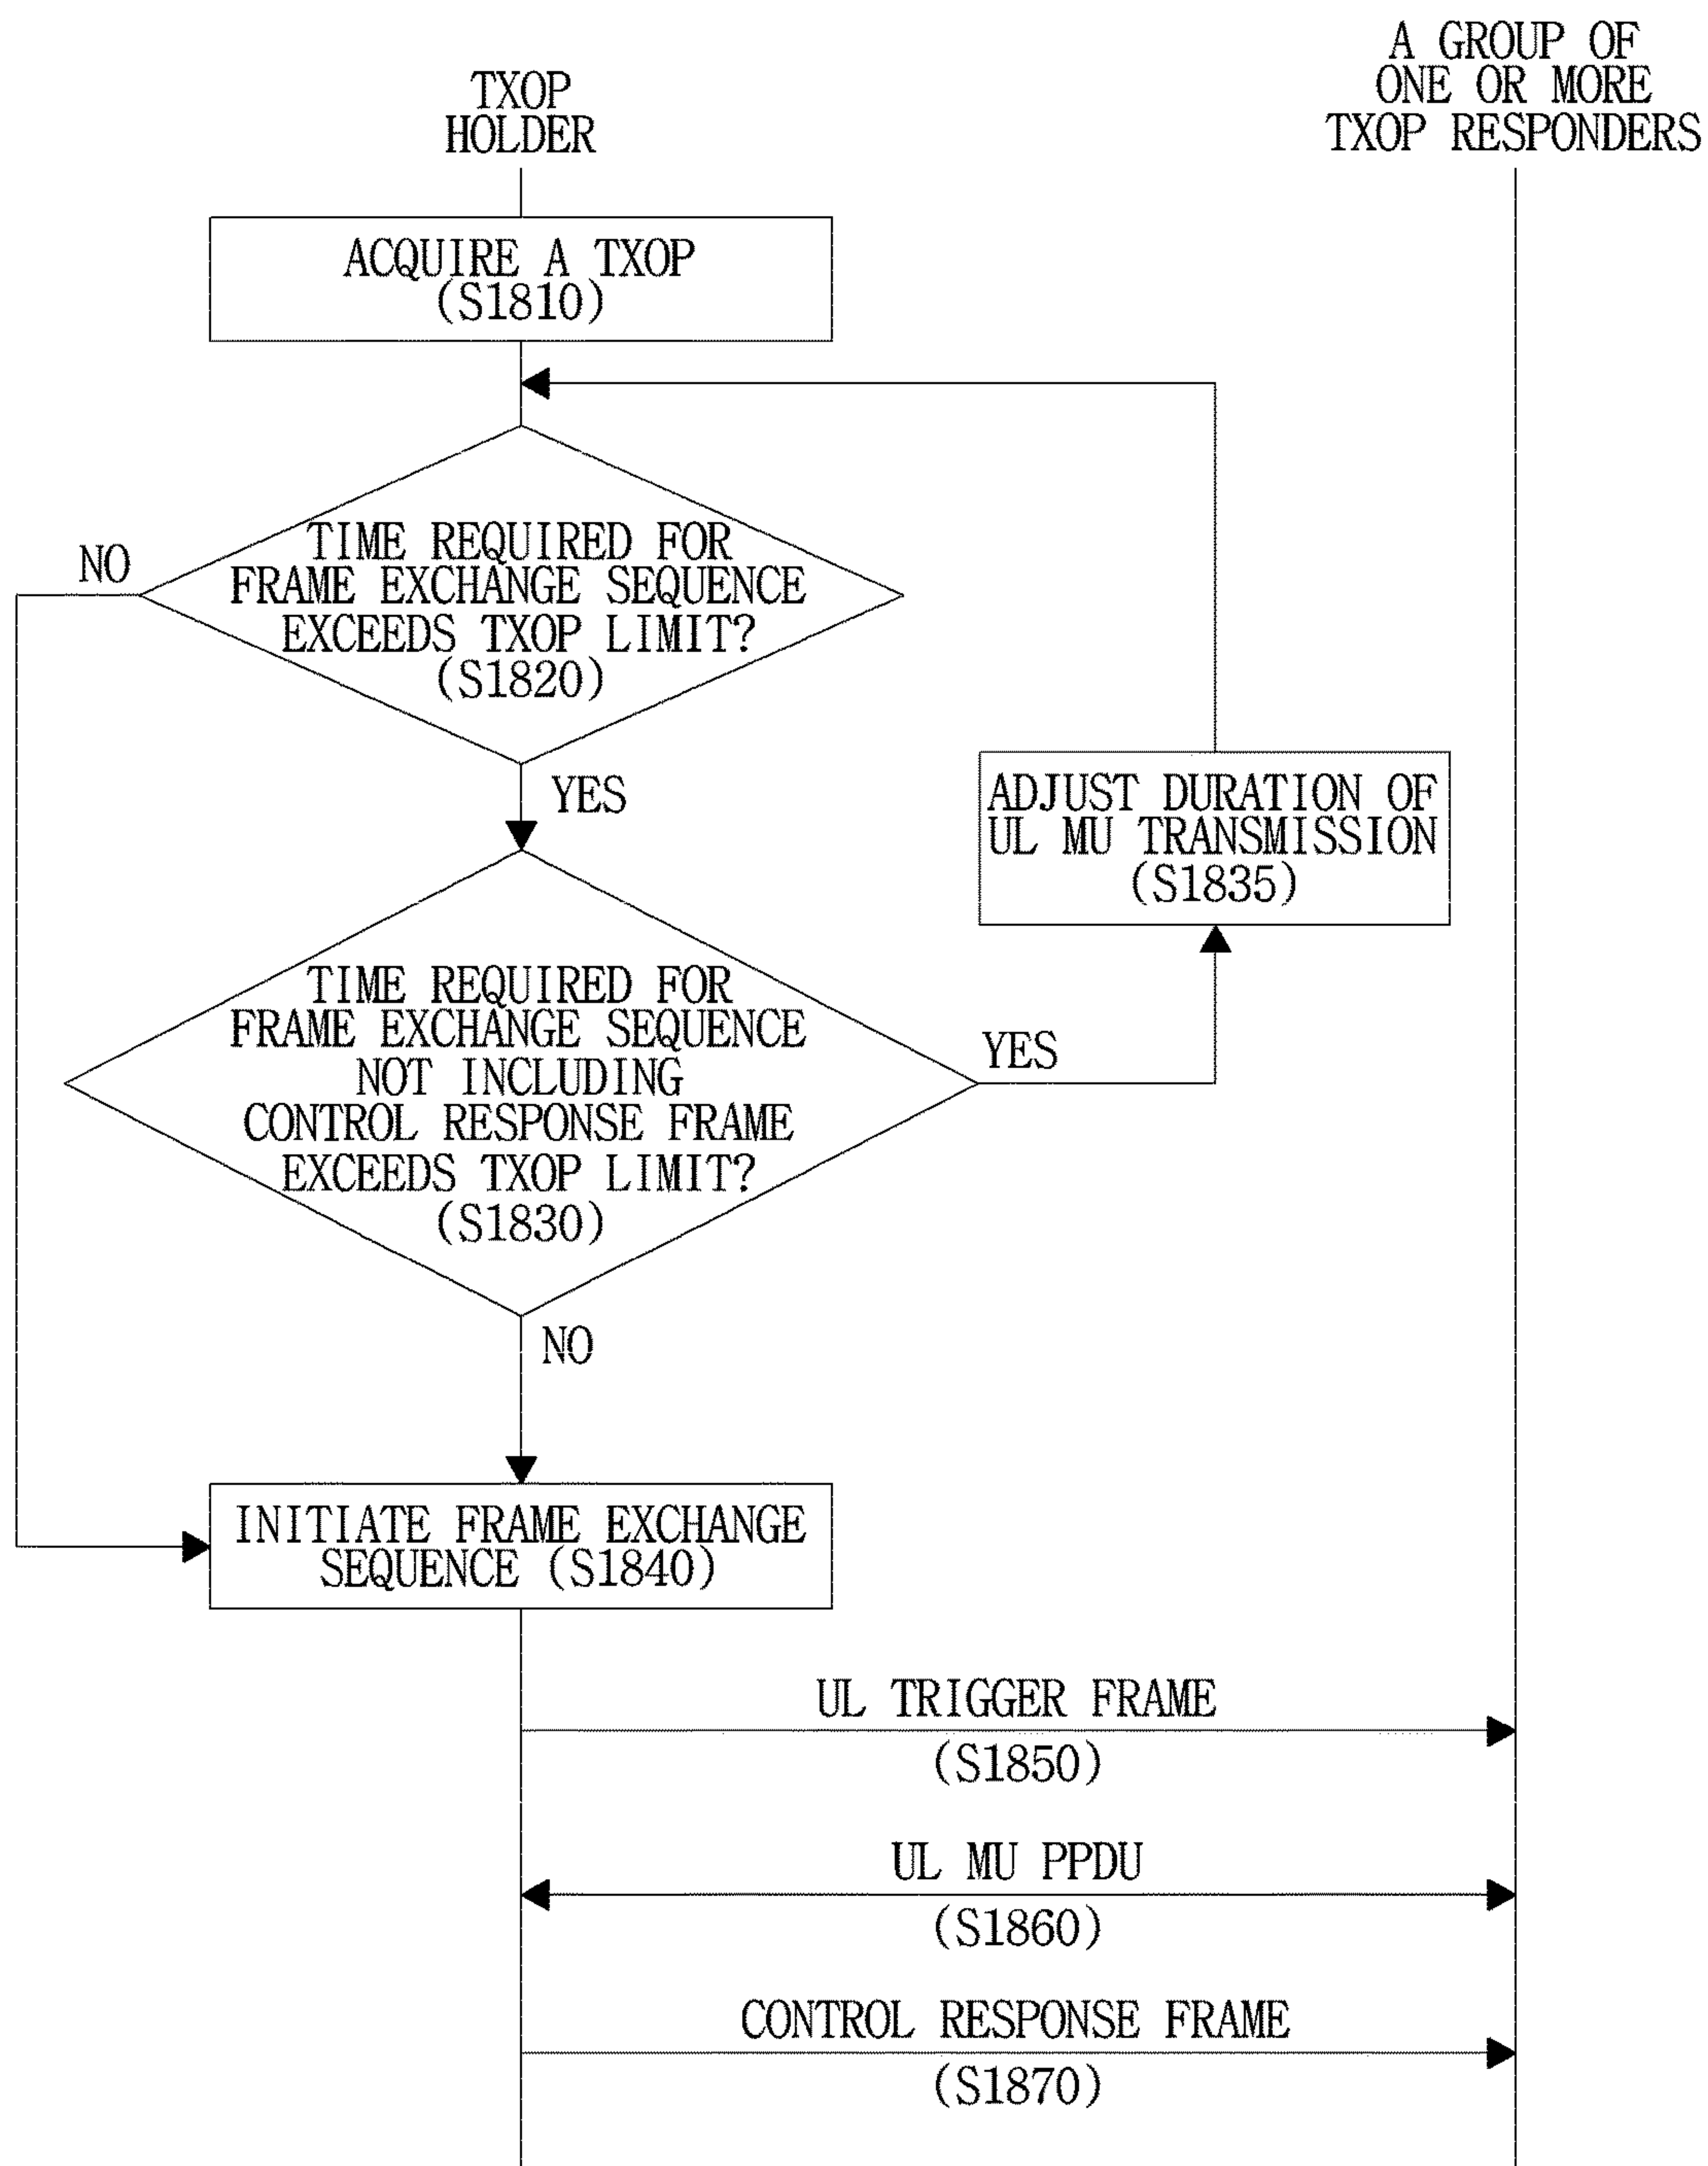 TXOP
HOLDER
A GROUP OF
ONE OR MORE
TXOP RESPONDERS
ACQUIRE A TXOP
(S1810)
NO
TIME REQUIRED FOR
FRAME EXCHANGE SEQUENCE
EXCEEDS TXOP LIMIT?
(S1820)
YES
ADJUST DURATION OF
UL MU TRANSMISSION
(S1835)
TIME REQUIRED FOR
FRAME EXCHANGE SEQUENCE
NOT INCLUDING
CONTROL RESPONSE FRAME
EXCEEDS TXOP LIMIT?
(S1830)
YES
NO
INITIATE FRAME EXCHANGE
SEQUENCE (S1840)
UL TRIGGER FRAME
(S1850)
UL MU PPDU
(S1860)
CONTROL RESPONSE FRAME
(S1870)